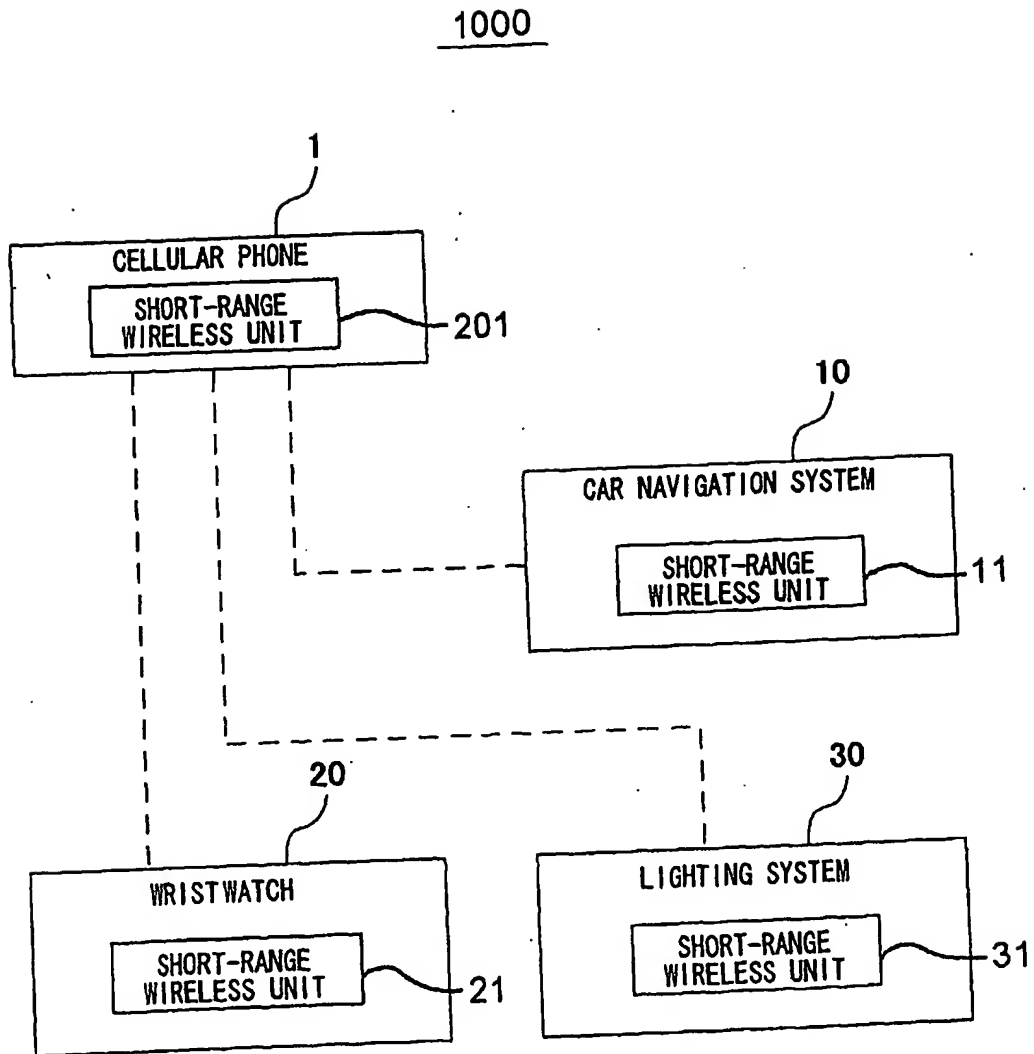 1000
1
CELLULAR PHONE
SHORT-RANGE
WIRELESS UNIT
201
10
CAR NAVIGATION SYSTEM
SHORT-RANGE
WIRELESS UNIT
11
20
WRISTWATCH
SHORT-RANGE
WIRELESS UNIT
21
30
LIGHTING SYSTEM
SHORT-RANGE
WIRELESS UNIT
31